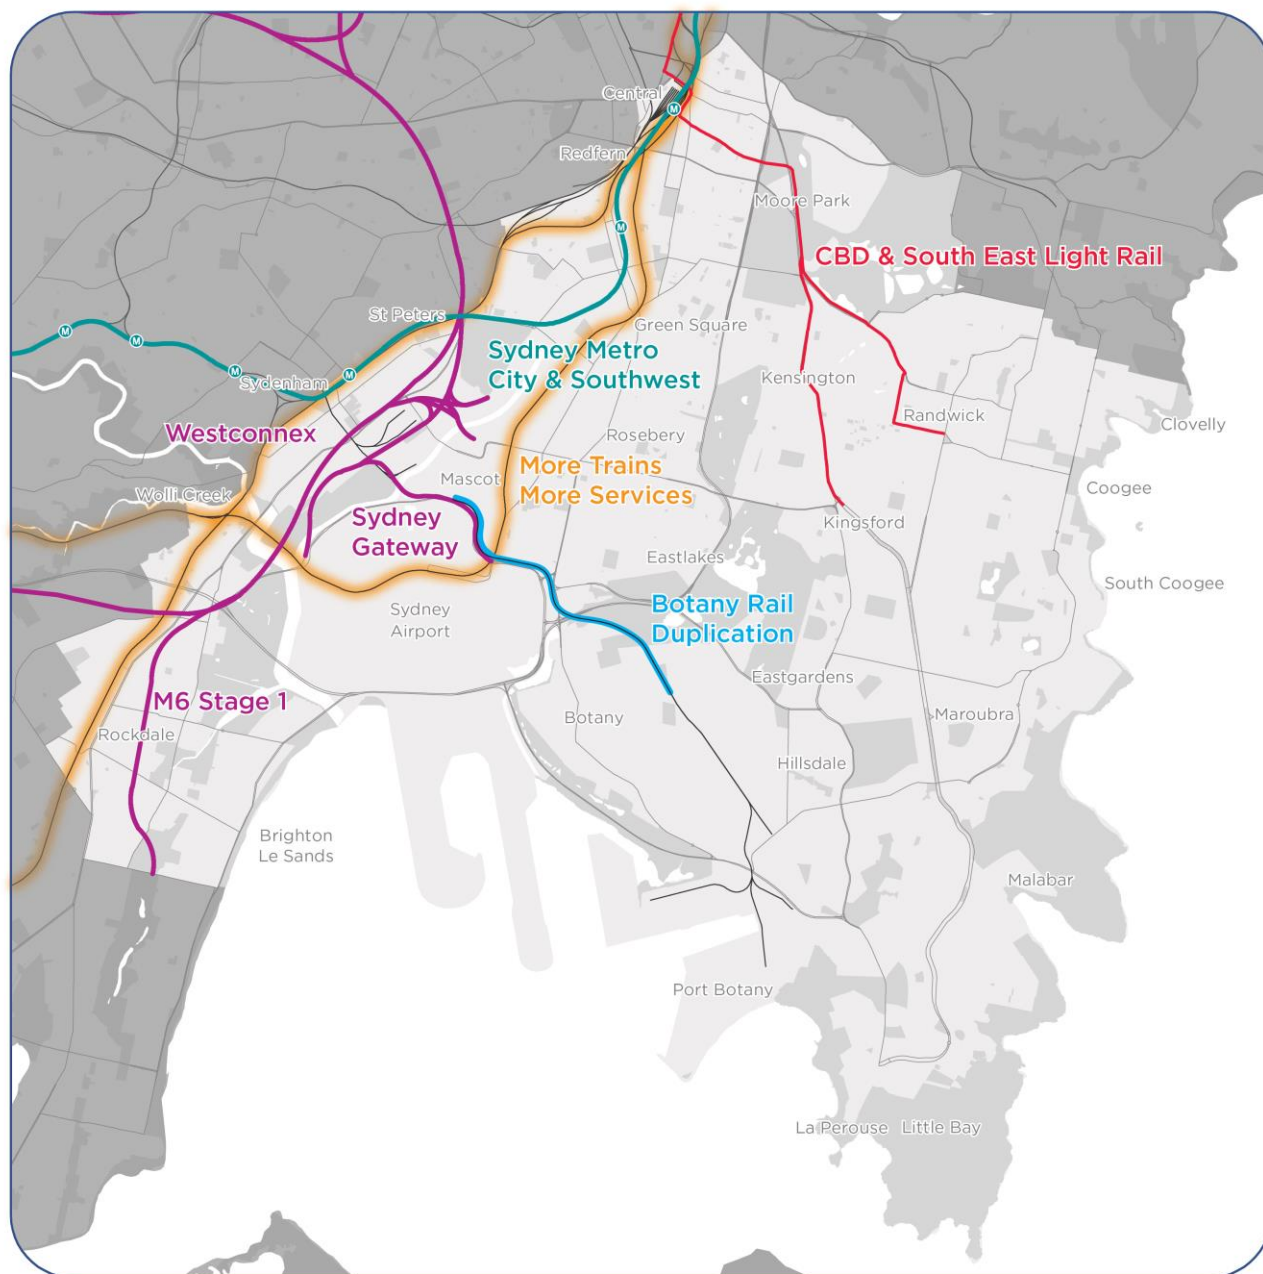 Central
M
Redfern
Moore Park
M
CBD & South East Light Rail
St Peters
Green Square
M
M
Sydney Metro
City & Southwest
M
M
Sydenham
Kensington
Randwick
Clovelly
Westconnex
Rosebery
More Trains
More Services
Mascot
Coogee
Wolli Creek
Sydney
Gateway
Kingsford
Eastlakes
South Coogee
Sydney
Airport
Botany Rail
Duplication
Eastgardens
M6 Stage 1
Botany
Maroubra
Rockdale
Hillsdale
Brighton
Le Sands
Malabar
Port Botany
La Perouse
Little Bay